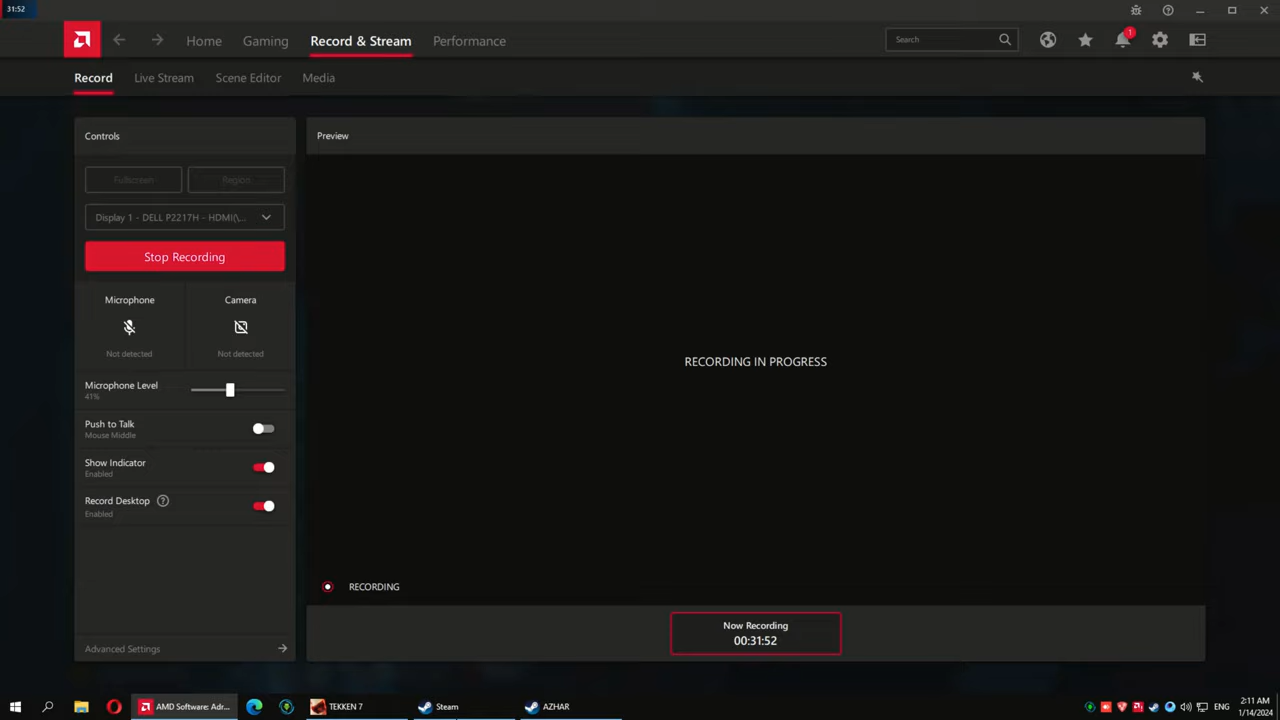 31:52
Home
Gaming
Record & Stream
Performance
Search
1
Record
Live Stream
Scene Editor
Media
Controls
Fullscreen
Region
Display 1 - DELL P2217H - HDMI(\...
Stop Recording
Microphone
Camera
Not detected
Not detected
Microphone Level
41%
Push to Talk
Mouse Middle
Show Indicator
Enabled
Record Desktop
Enabled
Advanced Settings
Preview
RECORDING IN PROGRESS
RECORDING
Now Recording
00:31:52
AMD Software: Adr...
TEKKEN 7
Steam
AZHAR
ENG
2:11 AM
1/14/2024